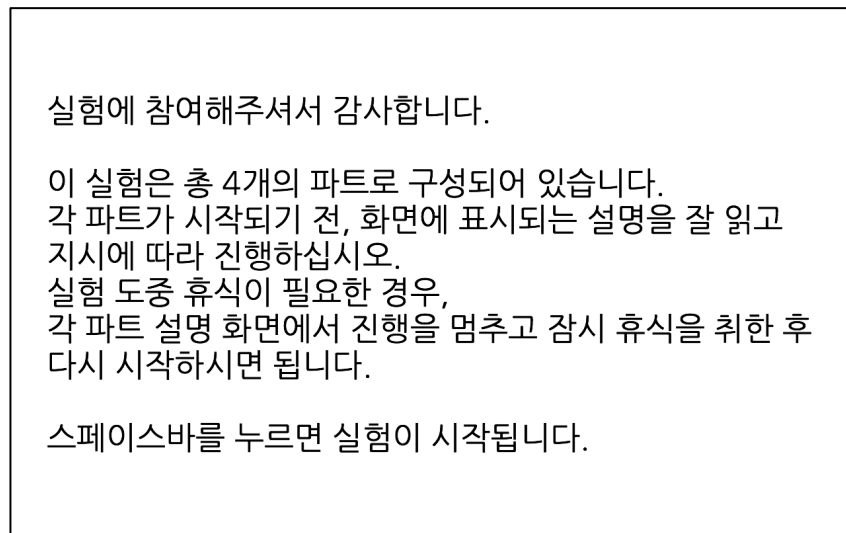 실험에 참여해주셔서 감사합니다.
이 실험은 총 4개의 파트로 구성되어 있습니다.
각 파트가 시작되기 전, 화면에 표시되는 설명을 잘 읽고
지시에 따라 진행하십시오.
실험 도중 휴식이 필요한 경우,
각 파트 설명 화면에서 진행을 멈추고 잠시 휴식을 취한 후
다시 시작하시면 됩니다.
스페이스바를 누르면 실험이 시작됩니다.